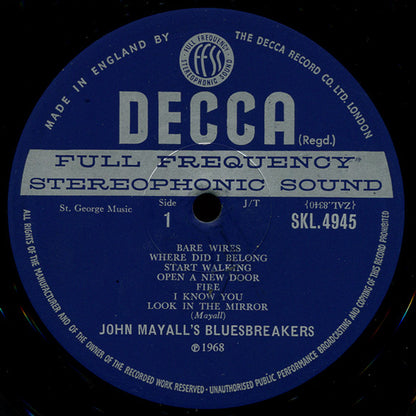 MADE IN ENGLAND BY THE DECCA RECORD CO. LTD. LONDON
FULL FREQUENCY
ffss
STEREOPHONIC SOUND
DECCA (Regd.)
FULL FREQUENCY
STEREOPHONIC SOUND
St. George Music Side J/T (ZAL.8340)
1 SKL.4945
BARE WIRES
WHERE DID I BELONG
START WALKING
OPEN A NEW DOOR
FIRE
I KNOW YOU
LOOK IN THE MIRROR
(Mayall)
JOHN MAYALL'S BLUESBREAKERS
℗ 1968
ALL RIGHTS OF THE MANUFACTURER AND OF THE OWNER OF THE RECORDED WORK RESERVED · UNAUTHORISED PUBLIC PERFORMANCE BROADCASTING AND COPYING OF THIS RECORD PROHIBITED